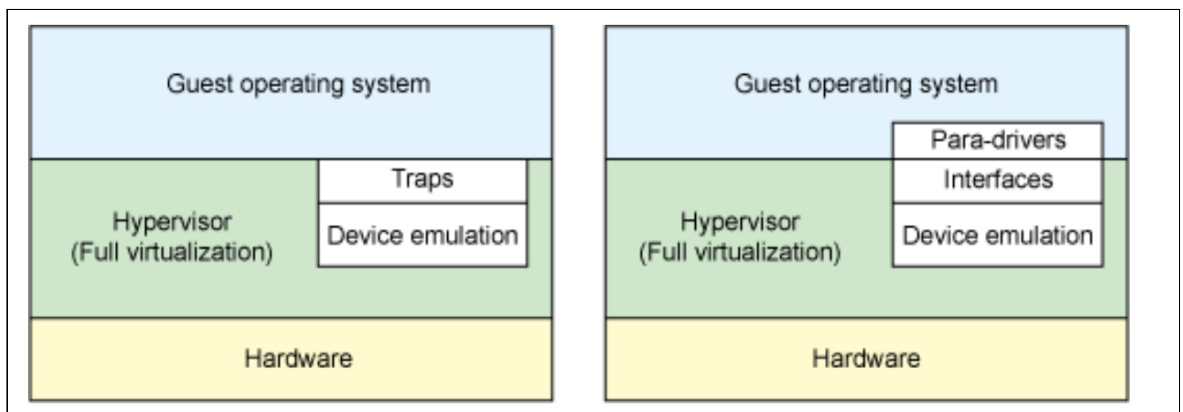 Guest operating system
Traps
Hypervisor
(Full virtualization)
Device emulation
Hardware
Guest operating system
Para-drivers
Interfaces
Hypervisor
(Full virtualization)
Device emulation
Hardware